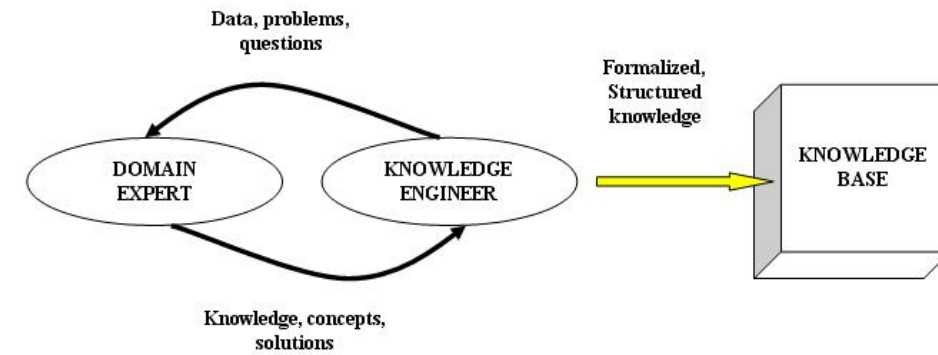 Data, problems,
questions
Formalized,
Structured
knowledge
DOMAIN
EXPERT
KNOWLEDGE
ENGINEER
KNOWLEDGE
BASE
Knowledge, concepts,
solutions